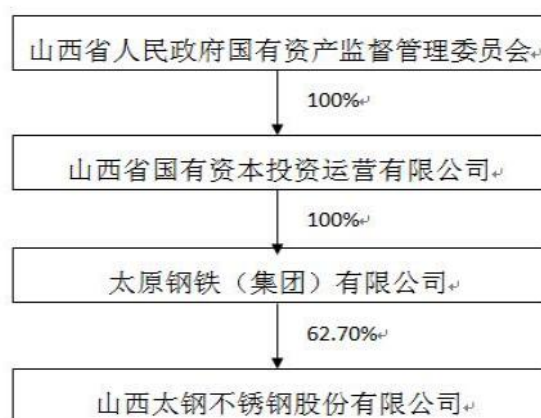 山西省人民政府国有资产监督管理委员会
100%
山西省国有资本投资运营有限公司
100%
太原钢铁（集团）有限公司
62.70%
山西太钢不锈钢股份有限公司